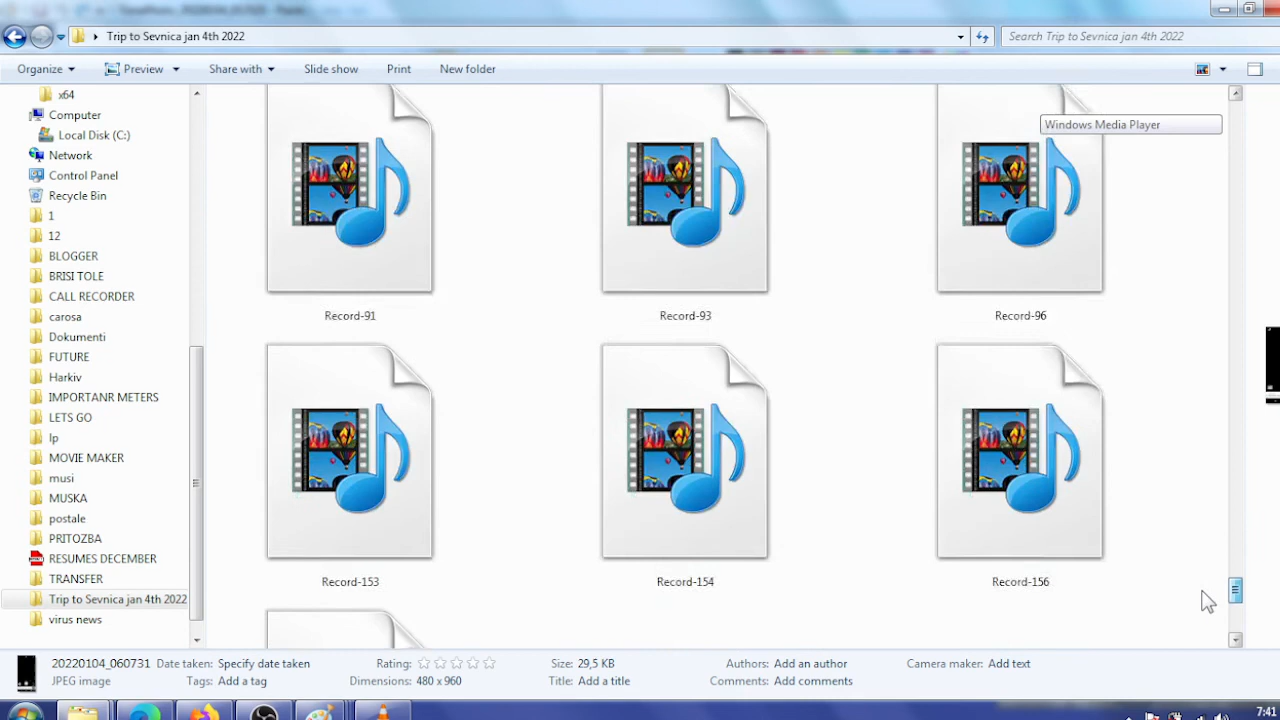 Trip to Sevnica jan 4th 2022
Search Trip to Sevnica jan 4th 2022
Organize Preview Share with Slide show Print New folder
x64
Computer
Local Disk (C:)
Network
Control Panel
Recycle Bin
1
12
BLOGGER
BRISI TOLE
CALL RECORDER
carosa
Dokumenti
FUTURE
Harkiv
IMPORTANR METERS
LETS GO
lp
MOVIE MAKER
musi
MUSKA
postale
PRITOZBA
RESUMES DECEMBER
TRANSFER
Trip to Sevnica jan 4th 2022
virus news
Windows Media Player
Record-91 Record-93 Record-96
Record-153 Record-154 Record-156
20220104_060731 Date taken: Specify date taken Rating: Size: 29,5 KB Authors: Add an author Camera maker: Add text
JPEG image Tags: Add a tag Dimensions: 480 x 960 Title: Add a title Comments: Add comments
7:41